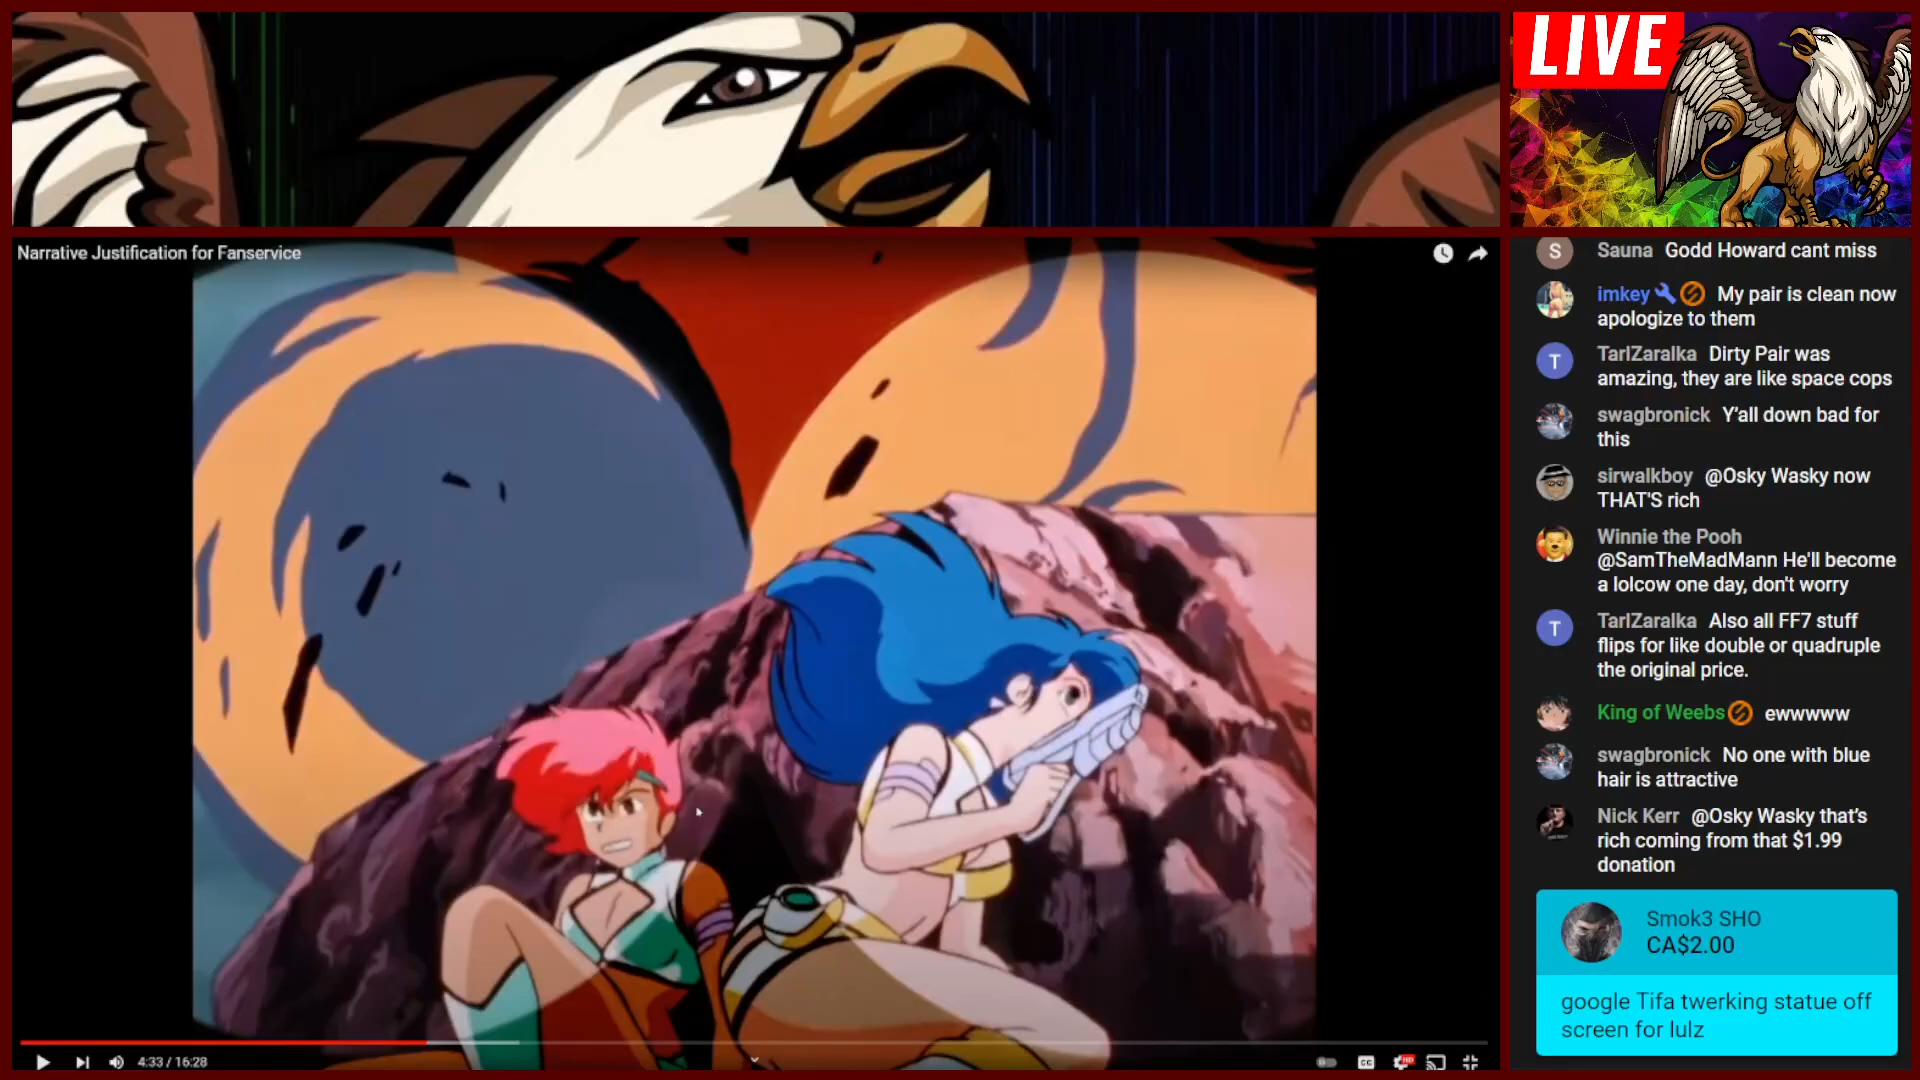 LIVE
Narrative Justification for Fanservice
S Sauna Godd Howard cant miss
imkey My pair is clean now
apologize to them
T TarlZaralka Dirty Pair was
amazing, they are like space cops
swagbronick Y'all down bad for
this
sirwalkboy @Osky Wasky now
THAT'S rich
Winnie the Pooh
@SamTheMadMann He'll become
a lolcow one day, don't worry
T TarlZaralka Also all FF7 stuff
flips for like double or quadruple
the original price.
King of Weebs ewwwww
swagbronick No one with blue
hair is attractive
Nick Kerr @Osky Wasky that's
rich coming from that $1.99
donation
Smok3 SHO
CA$2.00
google Tifa twerking statue off
screen for lulz
4:33 / 16:28
CC
HD